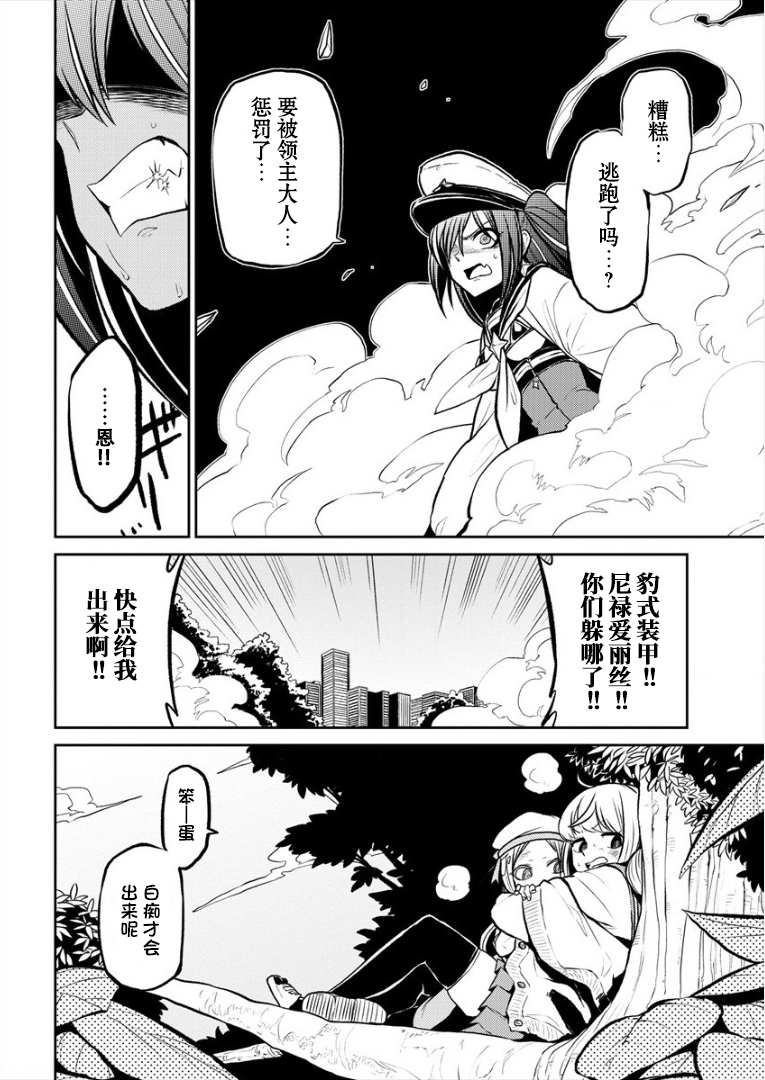 糟糕…
逃跑了吗…?
要被领主大人…
惩罚了…
……恩!!
豹式装甲!!
尼禄爱丽丝!!
你们躲哪了!!
快点给我
出来啊!!
笨—蛋
白痴才会
出来呢